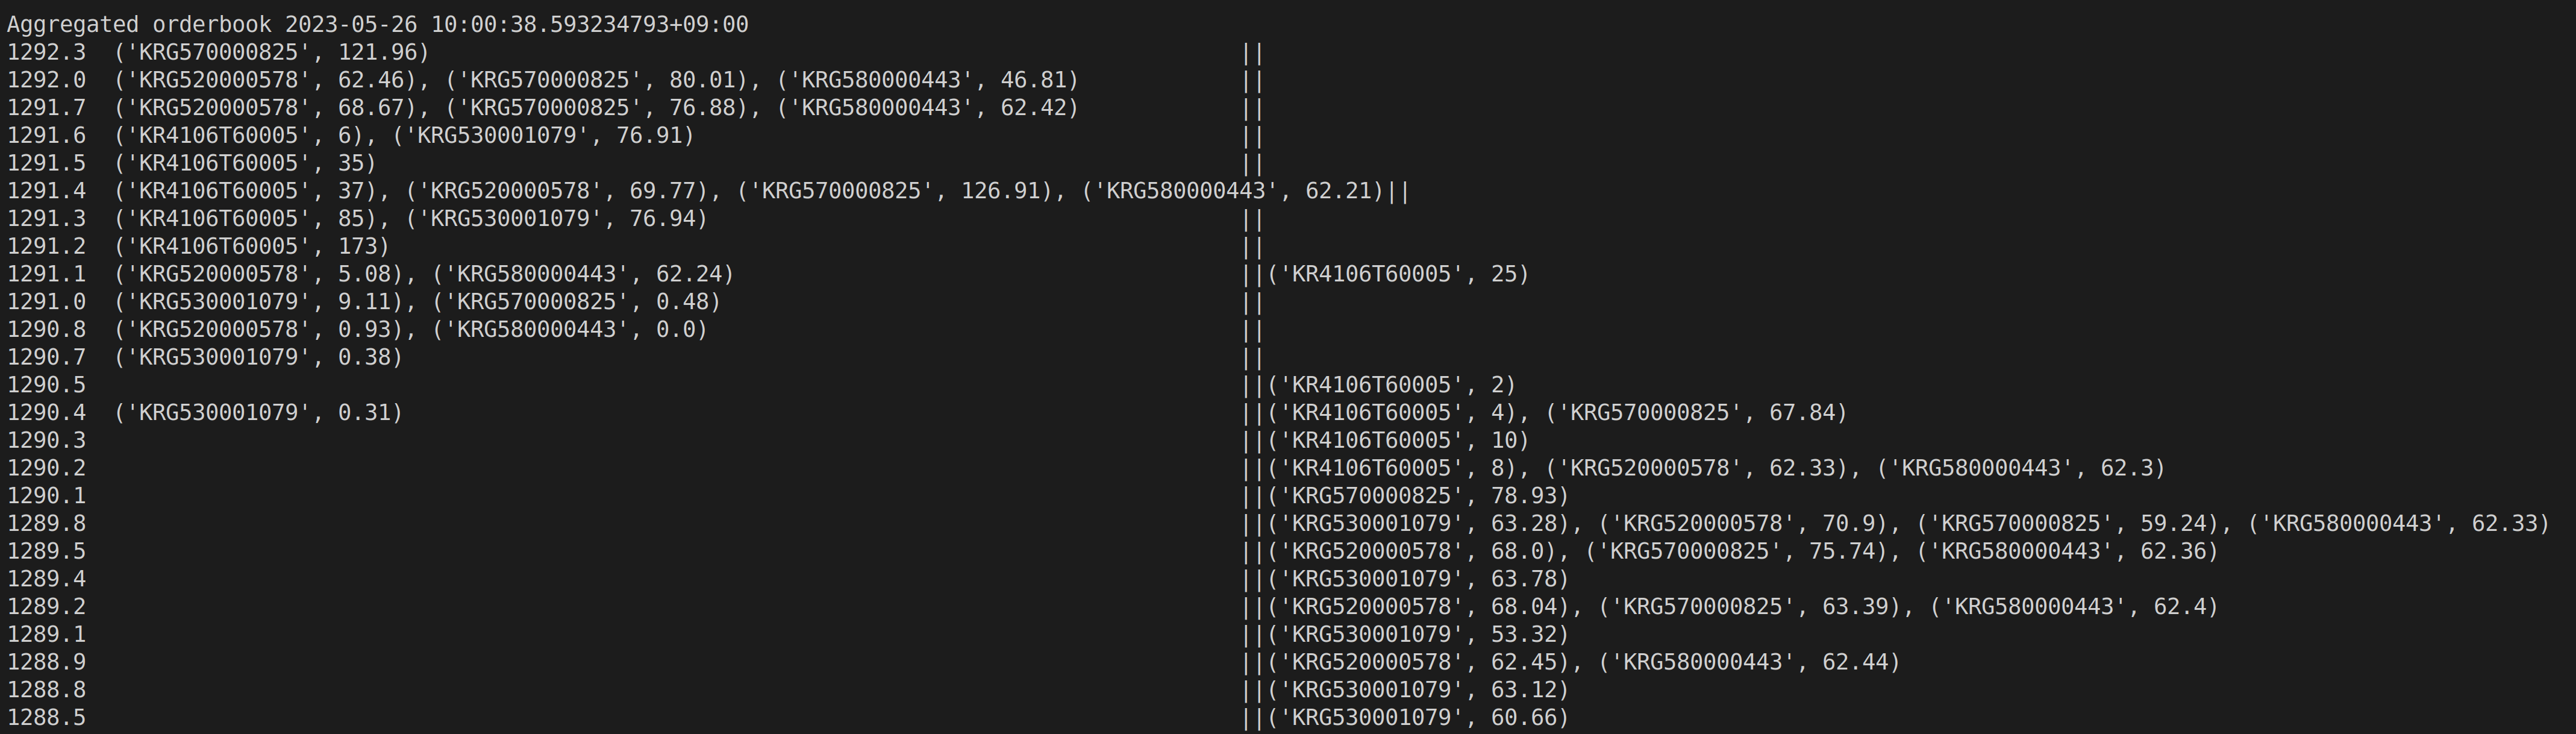 Aggregated orderbook 2023-05-26 10:00:38.593234793+09:00
1292.3  ('KRG570000825', 121.96)                                                             ||
1292.0  ('KRG520000578', 62.46), ('KRG570000825', 80.01), ('KRG580000443', 46.81)            ||
1291.7  ('KRG520000578', 68.67), ('KRG570000825', 76.88), ('KRG580000443', 62.42)            ||
1291.6  ('KR4106T60005', 6), ('KRG530001079', 76.91)                                         ||
1291.5  ('KR4106T60005', 35)                                                                 ||
1291.4  ('KR4106T60005', 37), ('KRG520000578', 69.77), ('KRG570000825', 126.91), ('KRG580000443', 62.21)||
1291.3  ('KR4106T60005', 85), ('KRG530001079', 76.94)                                        ||
1291.2  ('KR4106T60005', 173)                                                                ||
1291.1  ('KRG520000578', 5.08), ('KRG580000443', 62.24)                                      ||('KR4106T60005', 25)
1291.0  ('KRG530001079', 9.11), ('KRG570000825', 0.48)                                       ||
1290.8  ('KRG520000578', 0.93), ('KRG580000443', 0.0)                                        ||
1290.7  ('KRG530001079', 0.38)                                                               ||
1290.5                                                                                       ||('KR4106T60005', 2)
1290.4  ('KRG530001079', 0.31)                                                               ||('KR4106T60005', 4), ('KRG570000825', 67.84)
1290.3                                                                                       ||('KR4106T60005', 10)
1290.2                                                                                       ||('KR4106T60005', 8), ('KRG520000578', 62.33), ('KRG580000443', 62.3)
1290.1                                                                                       ||('KRG570000825', 78.93)
1289.8                                                                                       ||('KRG530001079', 63.28), ('KRG520000578', 70.9), ('KRG570000825', 59.24), ('KRG580000443', 62.33)
1289.5                                                                                       ||('KRG520000578', 68.0), ('KRG570000825', 75.74), ('KRG580000443', 62.36)
1289.4                                                                                       ||('KRG530001079', 63.78)
1289.2                                                                                       ||('KRG520000578', 68.04), ('KRG570000825', 63.39), ('KRG580000443', 62.4)
1289.1                                                                                       ||('KRG530001079', 53.32)
1288.9                                                                                       ||('KRG520000578', 62.45), ('KRG580000443', 62.44)
1288.8                                                                                       ||('KRG530001079', 63.12)
1288.5                                                                                       ||('KRG530001079', 60.66)